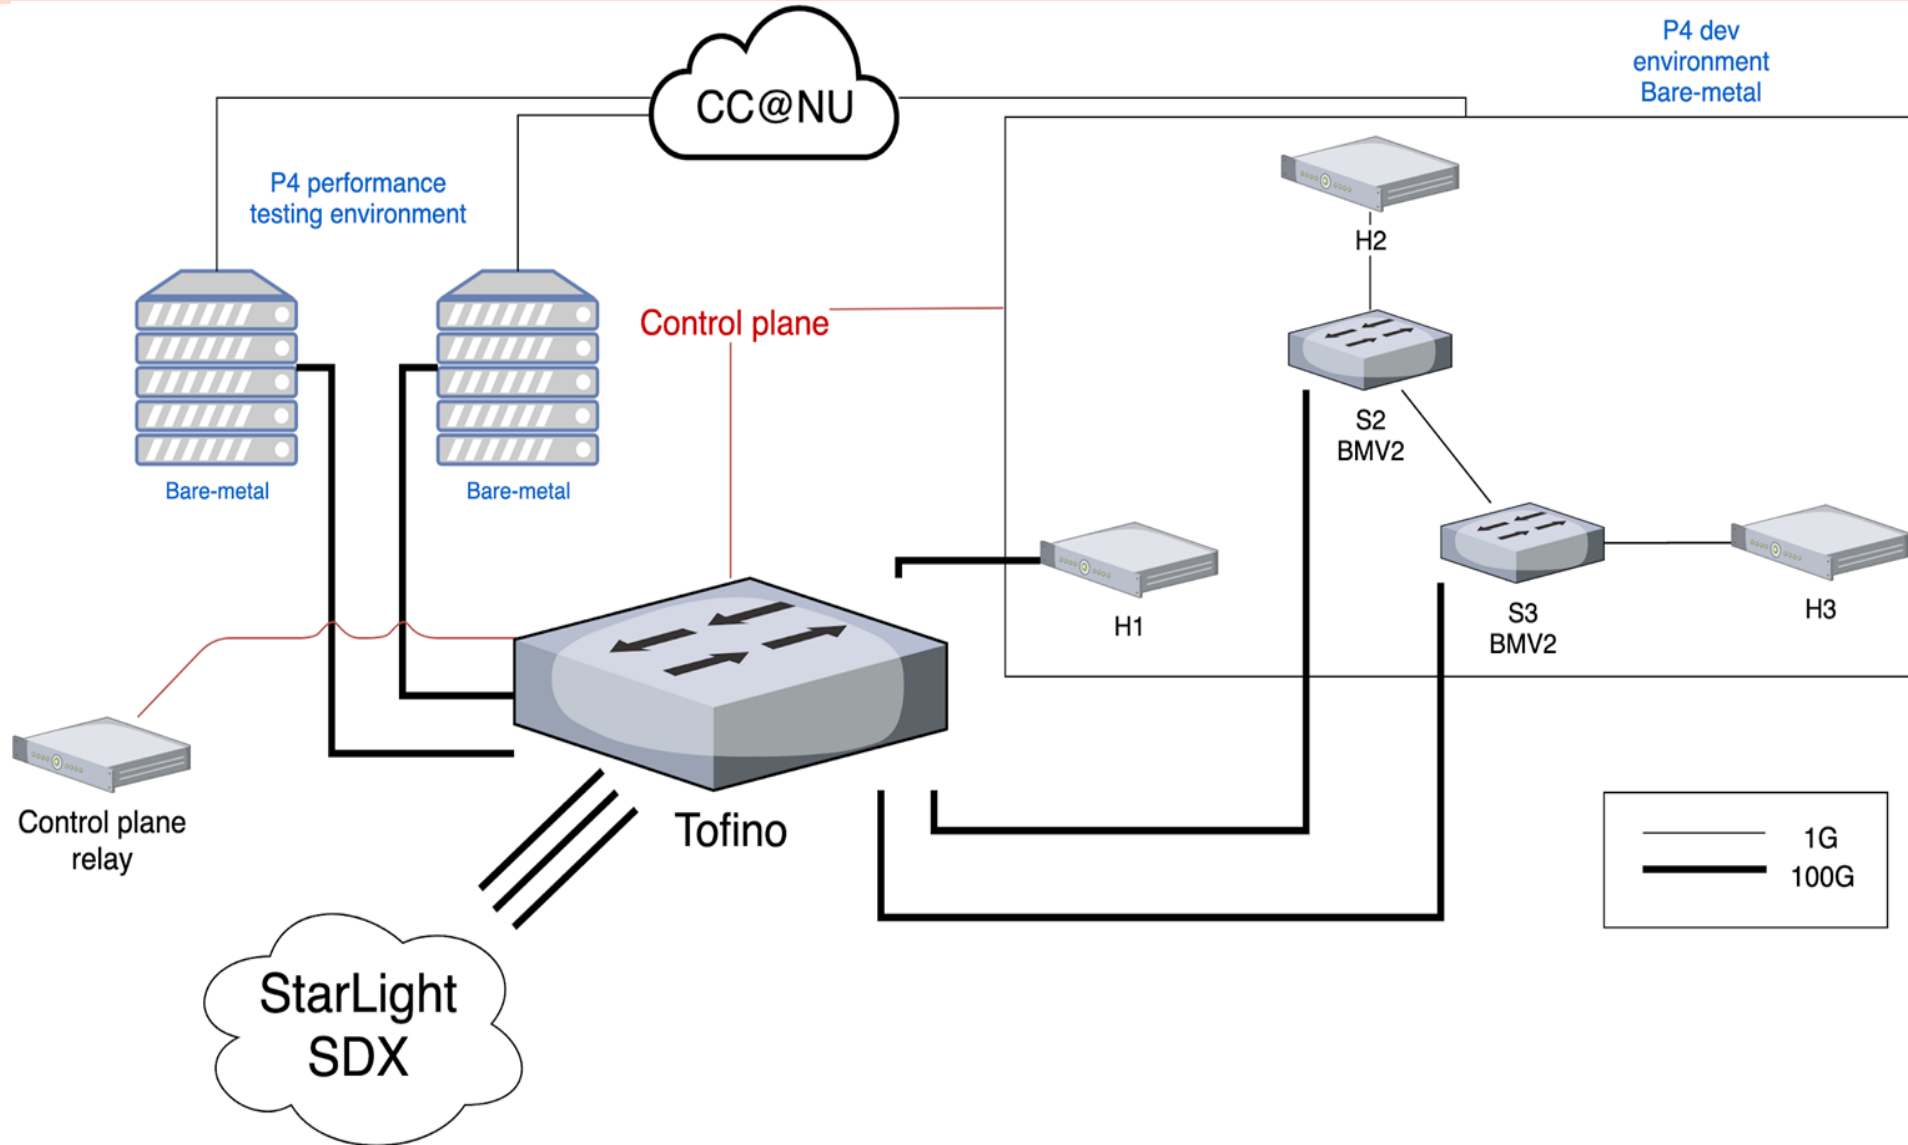 P4 dev
environment
Bare-metal
CC@NU
P4 performance
testing environment
H2
Control plane
S2
BMV2
Bare-metal
Bare-metal
H1
S3
BMV2
H3
Control plane
relay
Tofino
1G
100G
StarLight
SDX